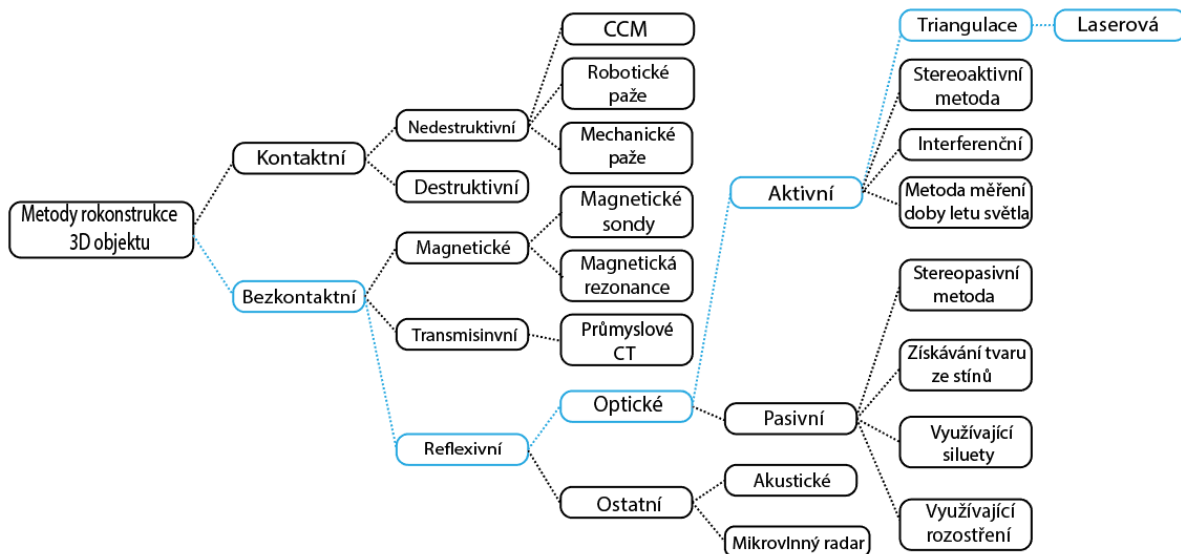 Metody rokonstrukce
3D objektu
Kontaktní
Bezkontaktní
Nedestruktivní
Destruktivní
Magnetické
Transmisinvní
Reflexivní
CCM
Robotické
paže
Mechanické
paže
Magnetické
sondy
Magnetická
rezonance
Průmyslové
CT
Optické
Ostatní
Aktivní
Pasivní
Akustické
Mikrovlnný radar
Triangulace
Laserová
Stereoaktivní
metoda
Interferenční
Metoda měření
doby letu světla
Stereopasivní
metoda
Získávání tvaru
ze stínů
Využívající
siluety
Využívající
rozostření